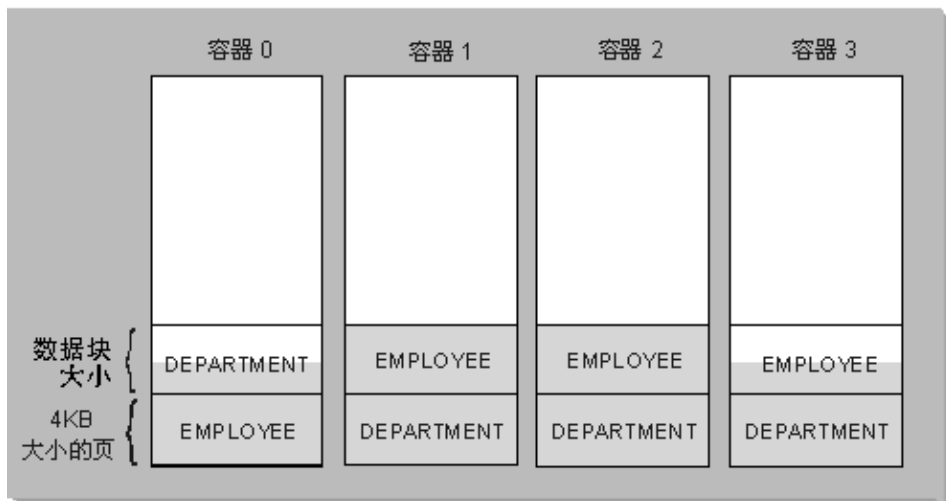 容器 0
容器 1
容器 2
容器 3
数据块
大小
DEPARTMENT
EMPLOYEE
EMPLOYEE
EMPLOYEE
4KB
大小的页
EMPLOYEE
DEPARTMENT
DEPARTMENT
DEPARTMENT